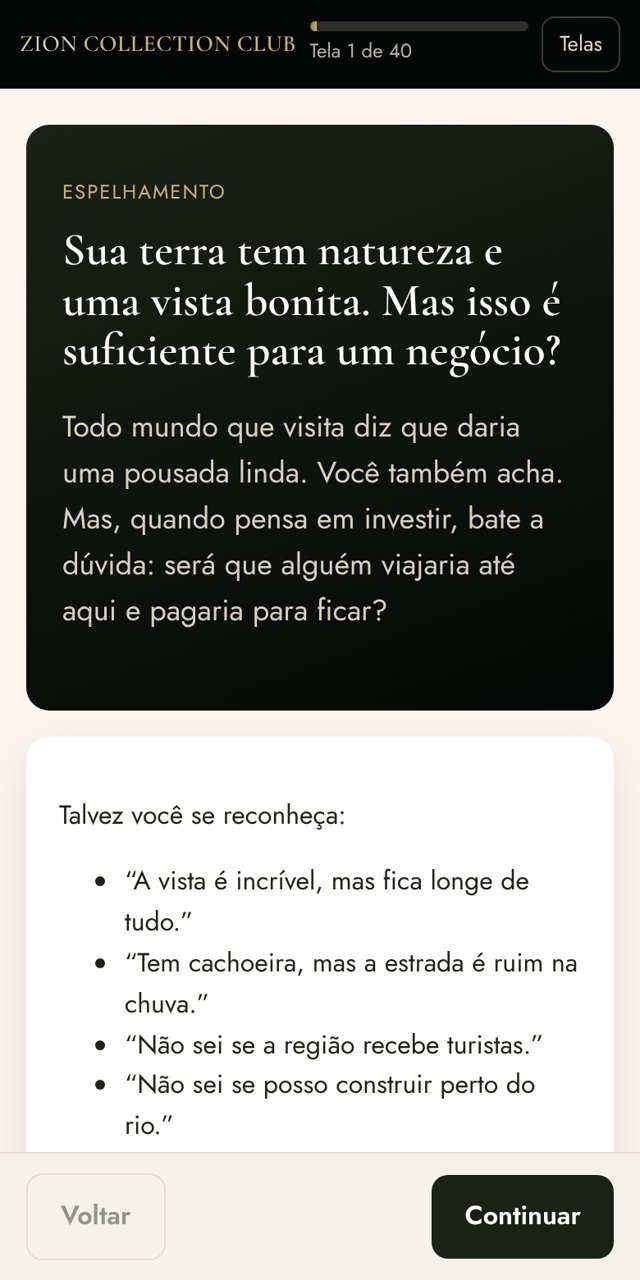 ZION COLLECTION CLUB
Tela 1 de 40
Telas
ESPELHAMENTO
Sua terra tem natureza e
uma vista bonita. Mas isso é
suficiente para um negócio?
Todo mundo que visita diz que daria
uma pousada linda. Você também acha.
Mas, quando pensa em investir, bate a
dúvida: será que alguém viajaria até
aqui e pagaria para ficar?
Talvez você se reconheça:
“A vista é incrível, mas fica longe de
tudo.”
“Tem cachoeira, mas a estrada é ruim na
chuva.”
“Não sei se a região recebe turistas.”
“Não sei se posso construir perto do
rio.”
Voltar
Continuar